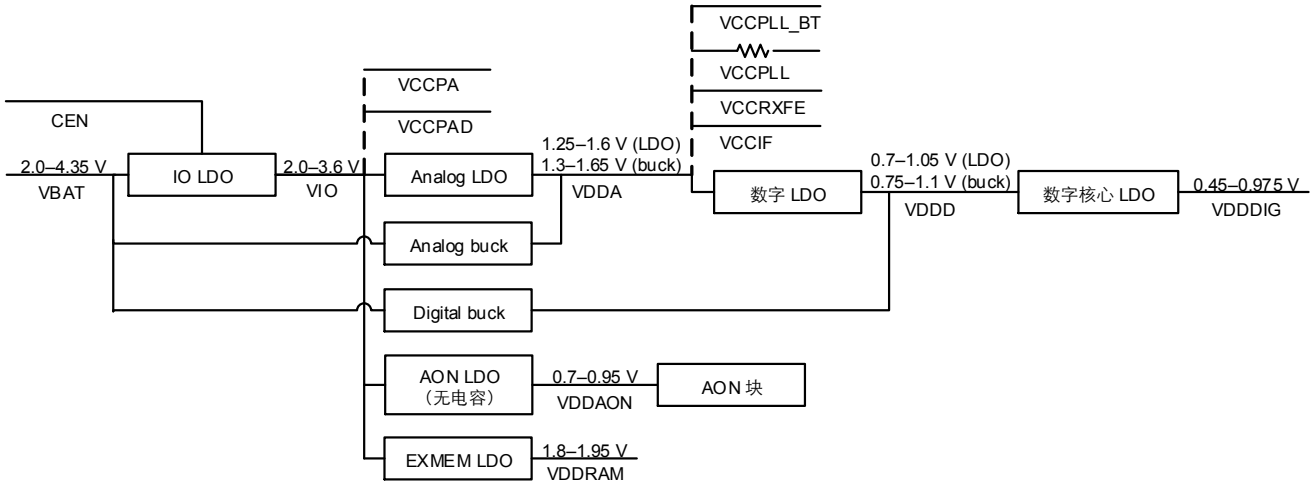 VCCPLL_BT
VCCPLL
VCCRXFE
VCCIF
VCCPA
VCCPAD
CEN
2.0–4.35 V
VBAT
IO LDO
2.0–3.6 V
VIO
Analog LDO
1.25–1.6 V (LDO)
1.3–1.65 V (buck)
VDDA
数字 LDO
0.7–1.05 V (LDO)
0.75–1.1 V (buck)
VDDD
数字核心 LDO
0.45–0.975 V
VDDDIG
Analog buck
Digital buck
AON LDO
（无电容）
0.7–0.95 V
VDDAON
AON 块
EXMEM LDO
1.8–1.95 V
VDDRAM